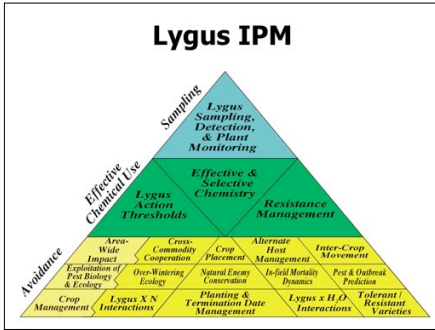 Lygus IPM
Sampling
Lygus
Sampling,
Detection,
& Plant
Monitoring
Effective
Chemical Use
Lygus
Action
Thresholds
Effective &
Selective
Chemistry
Resistance
Management
Avoidance
Area-
Wide
Impact
Cross-
Commodity
Cooperation
Crop
Placement
Alternate
Host
Management
Inter-Crop
Movement
Exploitation of
Pest Biology
& Ecology
Over-Wintering
Ecology
Natural Enemy
Conservation
In-field Mortality
Dynamics
Pest & Outbreak
Prediction
Crop
Management
Lygus X N
Interactions
Planting &
Termination Date
Management
Lygus x H2O
Interactions
Tolerant /
Resistant
Varieties